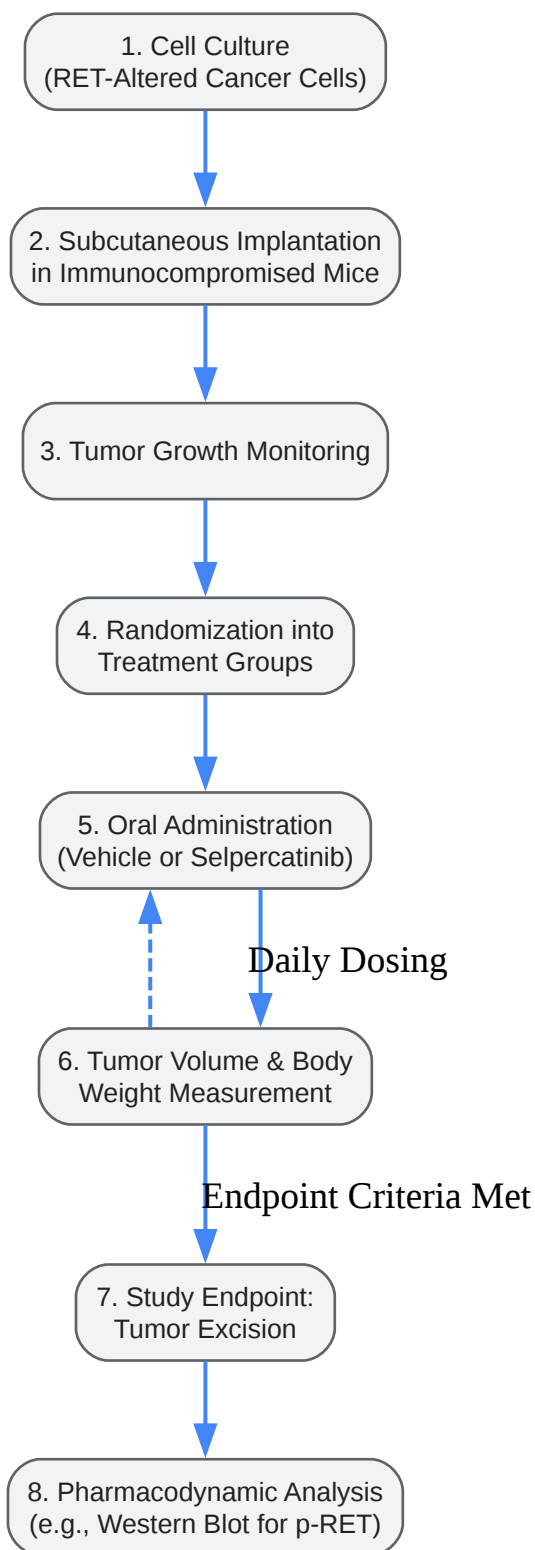 1. Cell Culture
(RET-Altered Cancer Cells)
2. Subcutaneous Implantation
in Immunocompromised Mice
3. Tumor Growth Monitoring
4. Randomization into
Treatment Groups
5. Oral Administration
(Vehicle or Selpercatinib)
Daily Dosing
6. Tumor Volume & Body
Weight Measurement
Endpoint Criteria Met
7. Study Endpoint:
Tumor Excision
8. Pharmacodynamic Analysis
(e.g., Western Blot for p-RET)